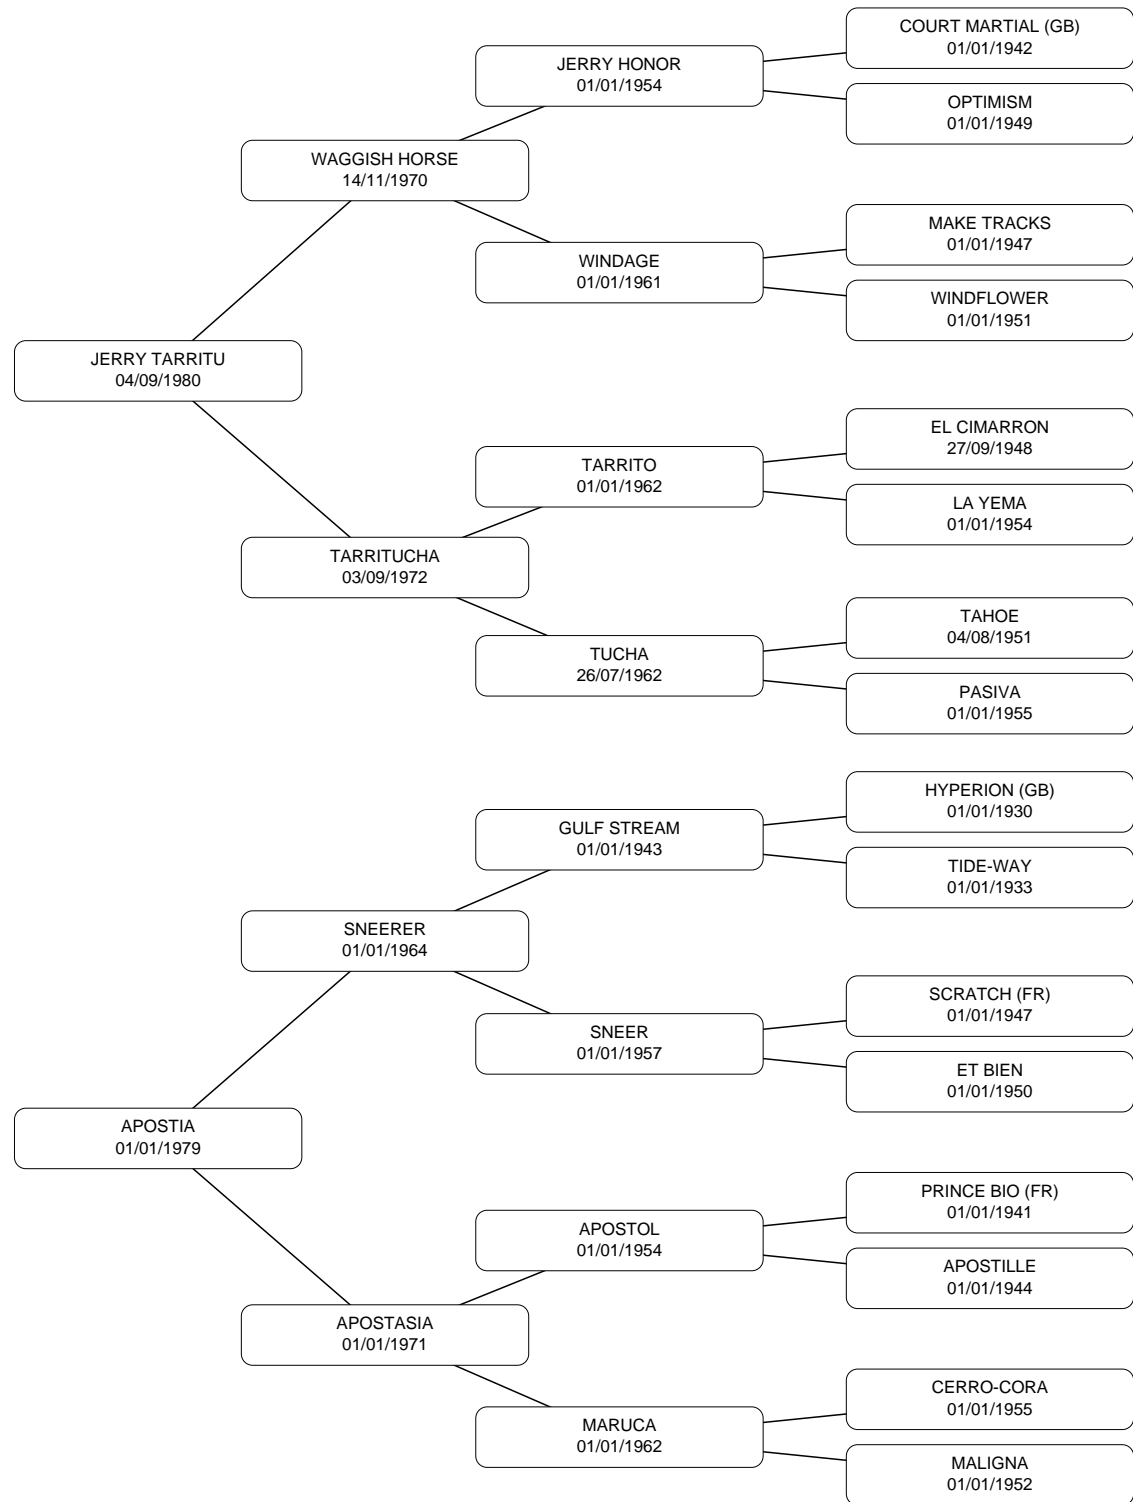 COURT MARTIAL (GB)
01/01/1942
JERRY HONOR
01/01/1954
OPTIMISM
01/01/1949
WAGGISH HORSE
14/11/1970
MAKE TRACKS
01/01/1947
WINDAGE
01/01/1961
WINDFLOWER
01/01/1951
JERRY TARRITU
04/09/1980
EL CIMARRON
27/09/1948
TARRITO
01/01/1962
LA YEMA
01/01/1954
TARRITUCHA
03/09/1972
TAHOE
04/08/1951
TUCHA
26/07/1962
PASIVA
01/01/1955
HYPERION (GB)
01/01/1930
GULF STREAM
01/01/1943
TIDE-WAY
01/01/1933
SNEERER
01/01/1964
SCRATCH (FR)
01/01/1947
SNEER
01/01/1957
ET BIEN
01/01/1950
APOSTIA
01/01/1979
PRINCE BIO (FR)
01/01/1941
APOSTOL
01/01/1954
APOSTILLE
01/01/1944
APOSTASIA
01/01/1971
CERRO-CORA
01/01/1955
MARUCA
01/01/1962
MALIGNA
01/01/1952